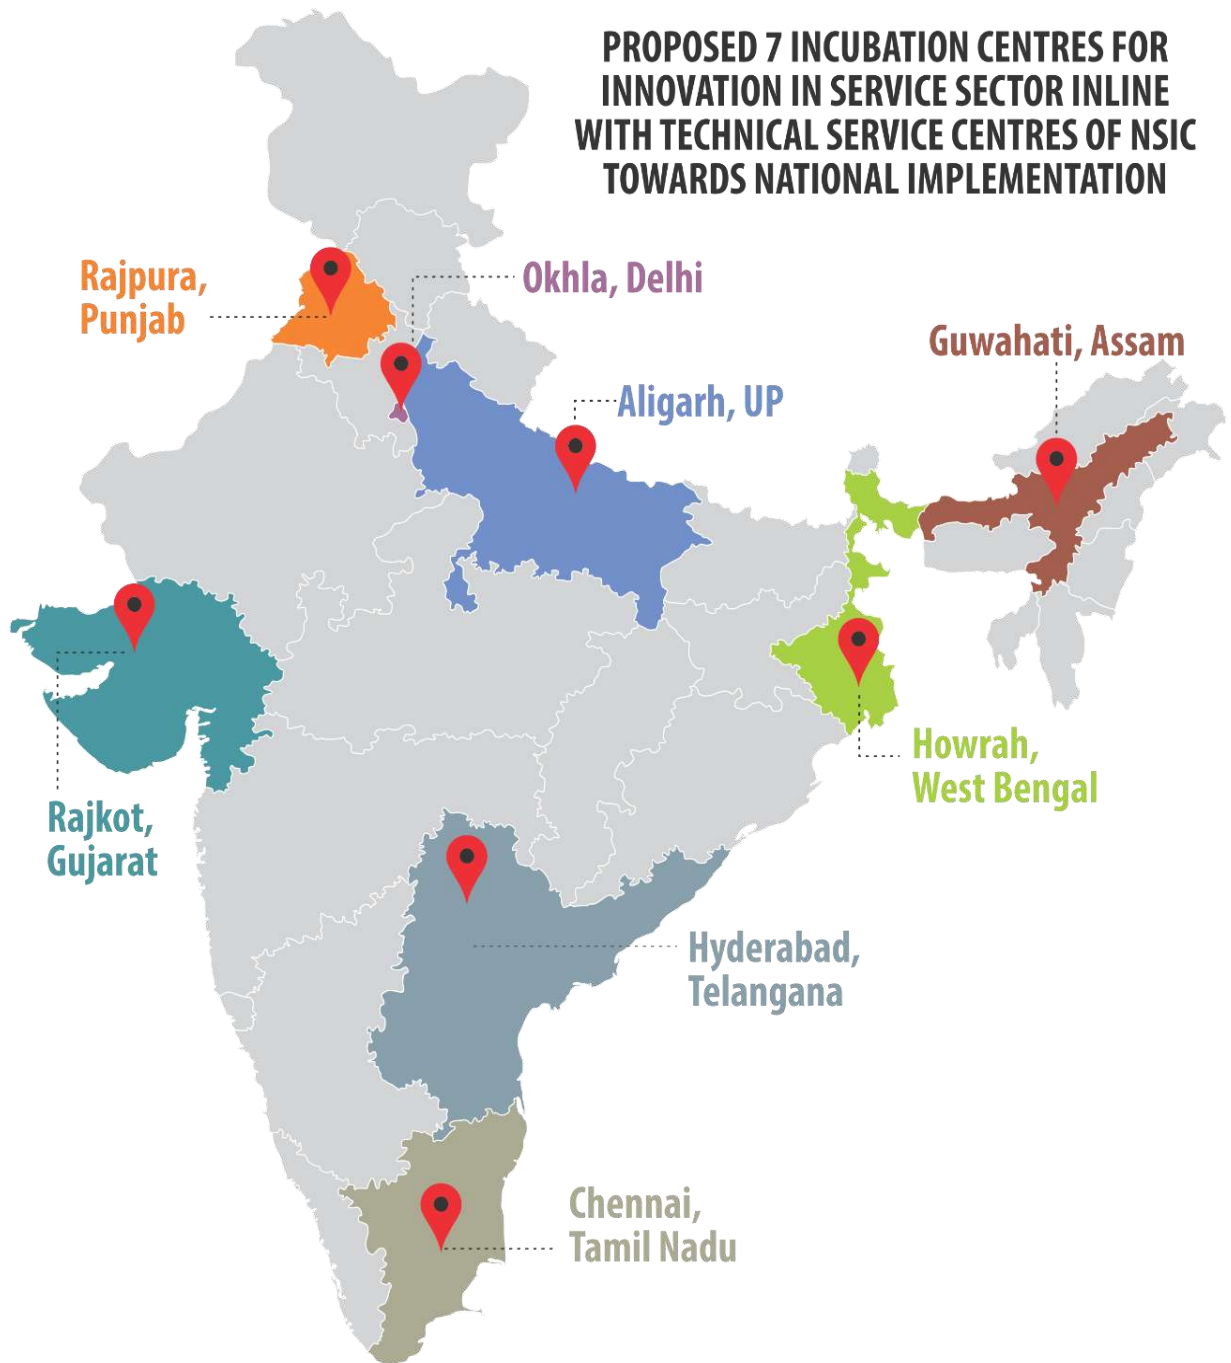 PROPOSED 7 INCUBATION CENTRES FOR
INNOVATION IN SERVICE SECTOR INLINE
WITH TECHNICAL SERVICE CENTRES OF NSIC
TOWARDS NATIONAL IMPLEMENTATION
Rajpura,
Punjab
Okhla, Delhi
Guwahati, Assam
Aligarh, UP
Howrah,
West Bengal
Rajkot,
Gujarat
Hyderabad,
Telangana
Chennai,
Tamil Nadu